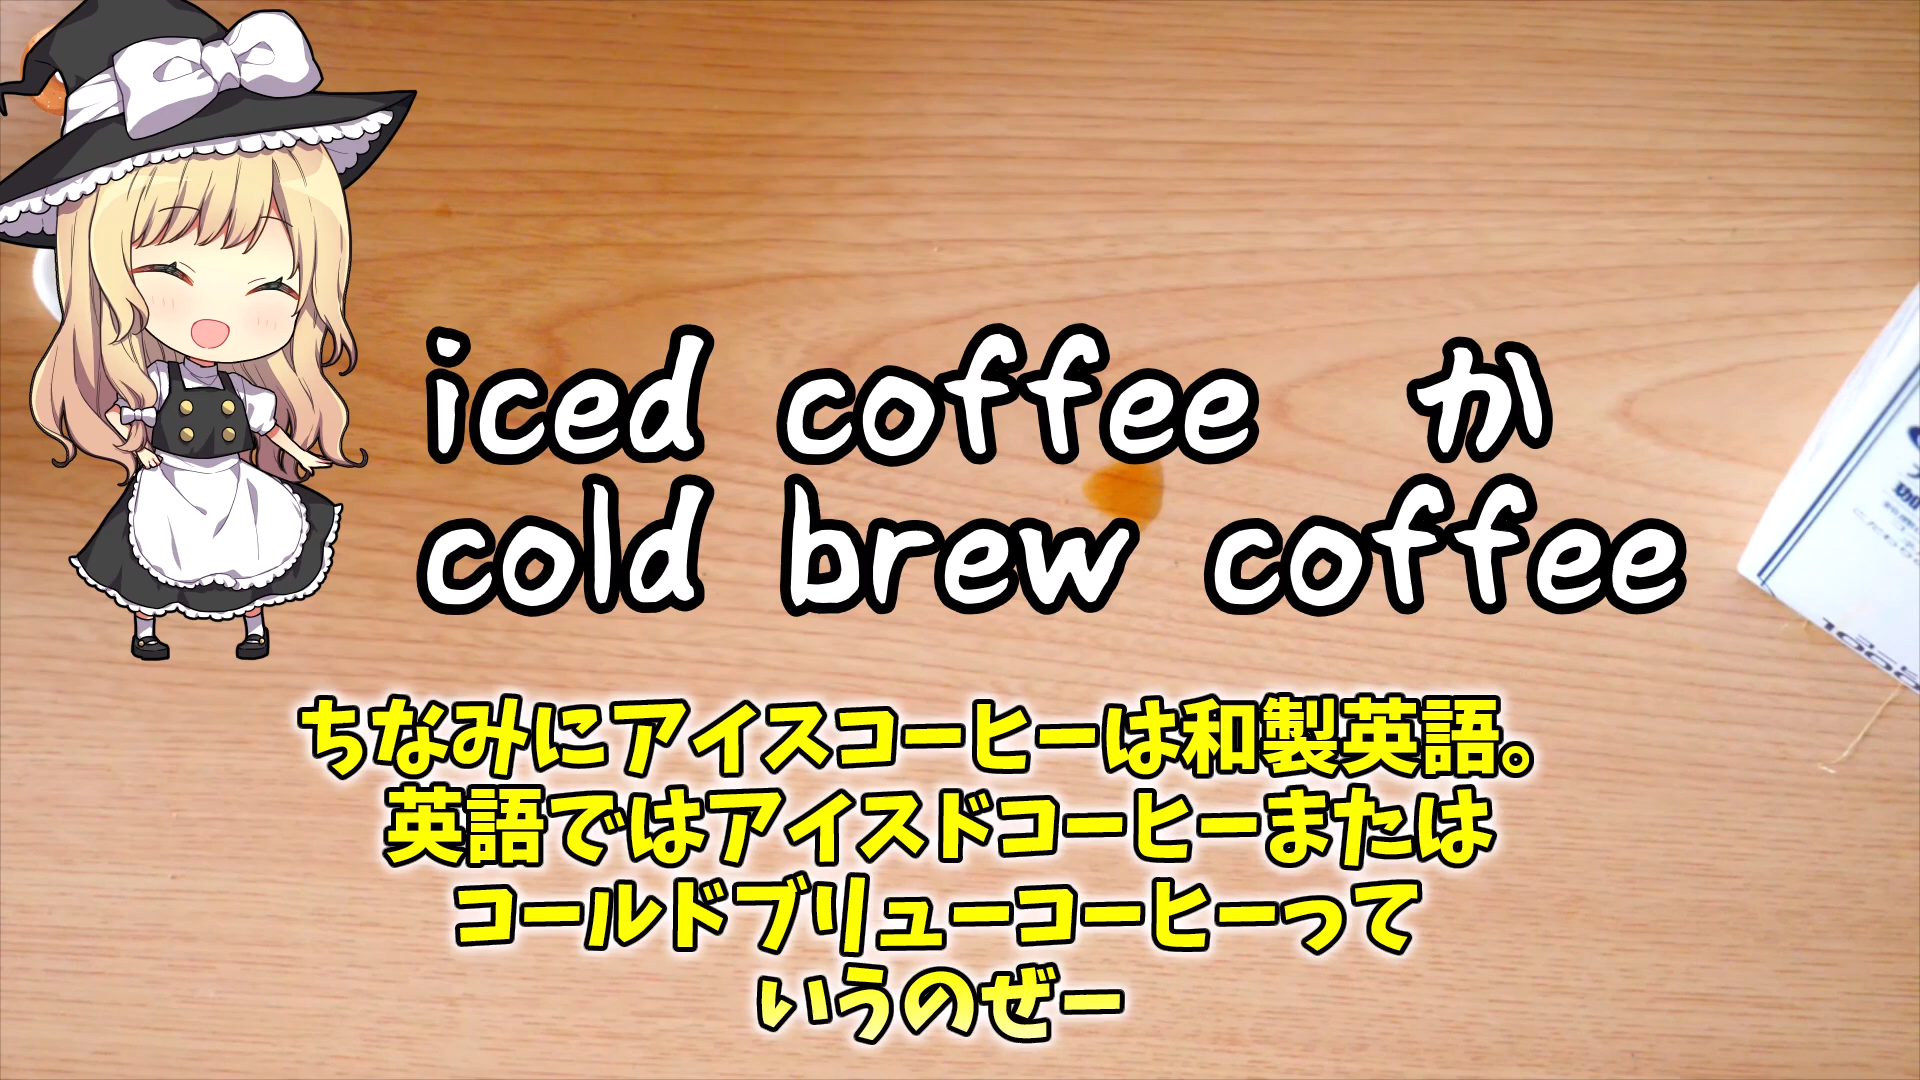 iced coffee か
cold brew coffee
ちなみにアイスコーヒーは和製英語。
英語ではアイスドコーヒーまたは
コールドブリューコーヒーって
いうのぜー